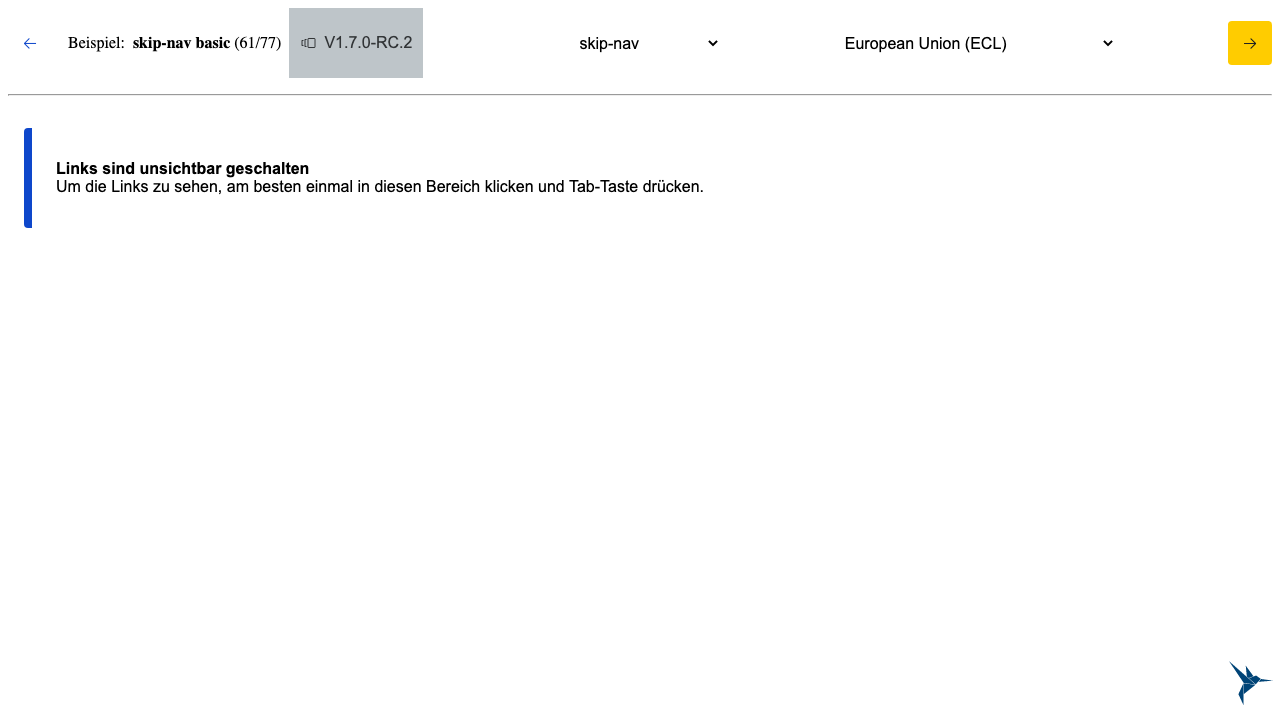 Beispiel: skip-nav basic (61/77) V1.7.0-RC.2 skip-nav European Union (ECL)
Links sind unsichtbar geschalten
Um die Links zu sehen, am besten einmal in diesen Bereich klicken und Tab-Taste drücken.